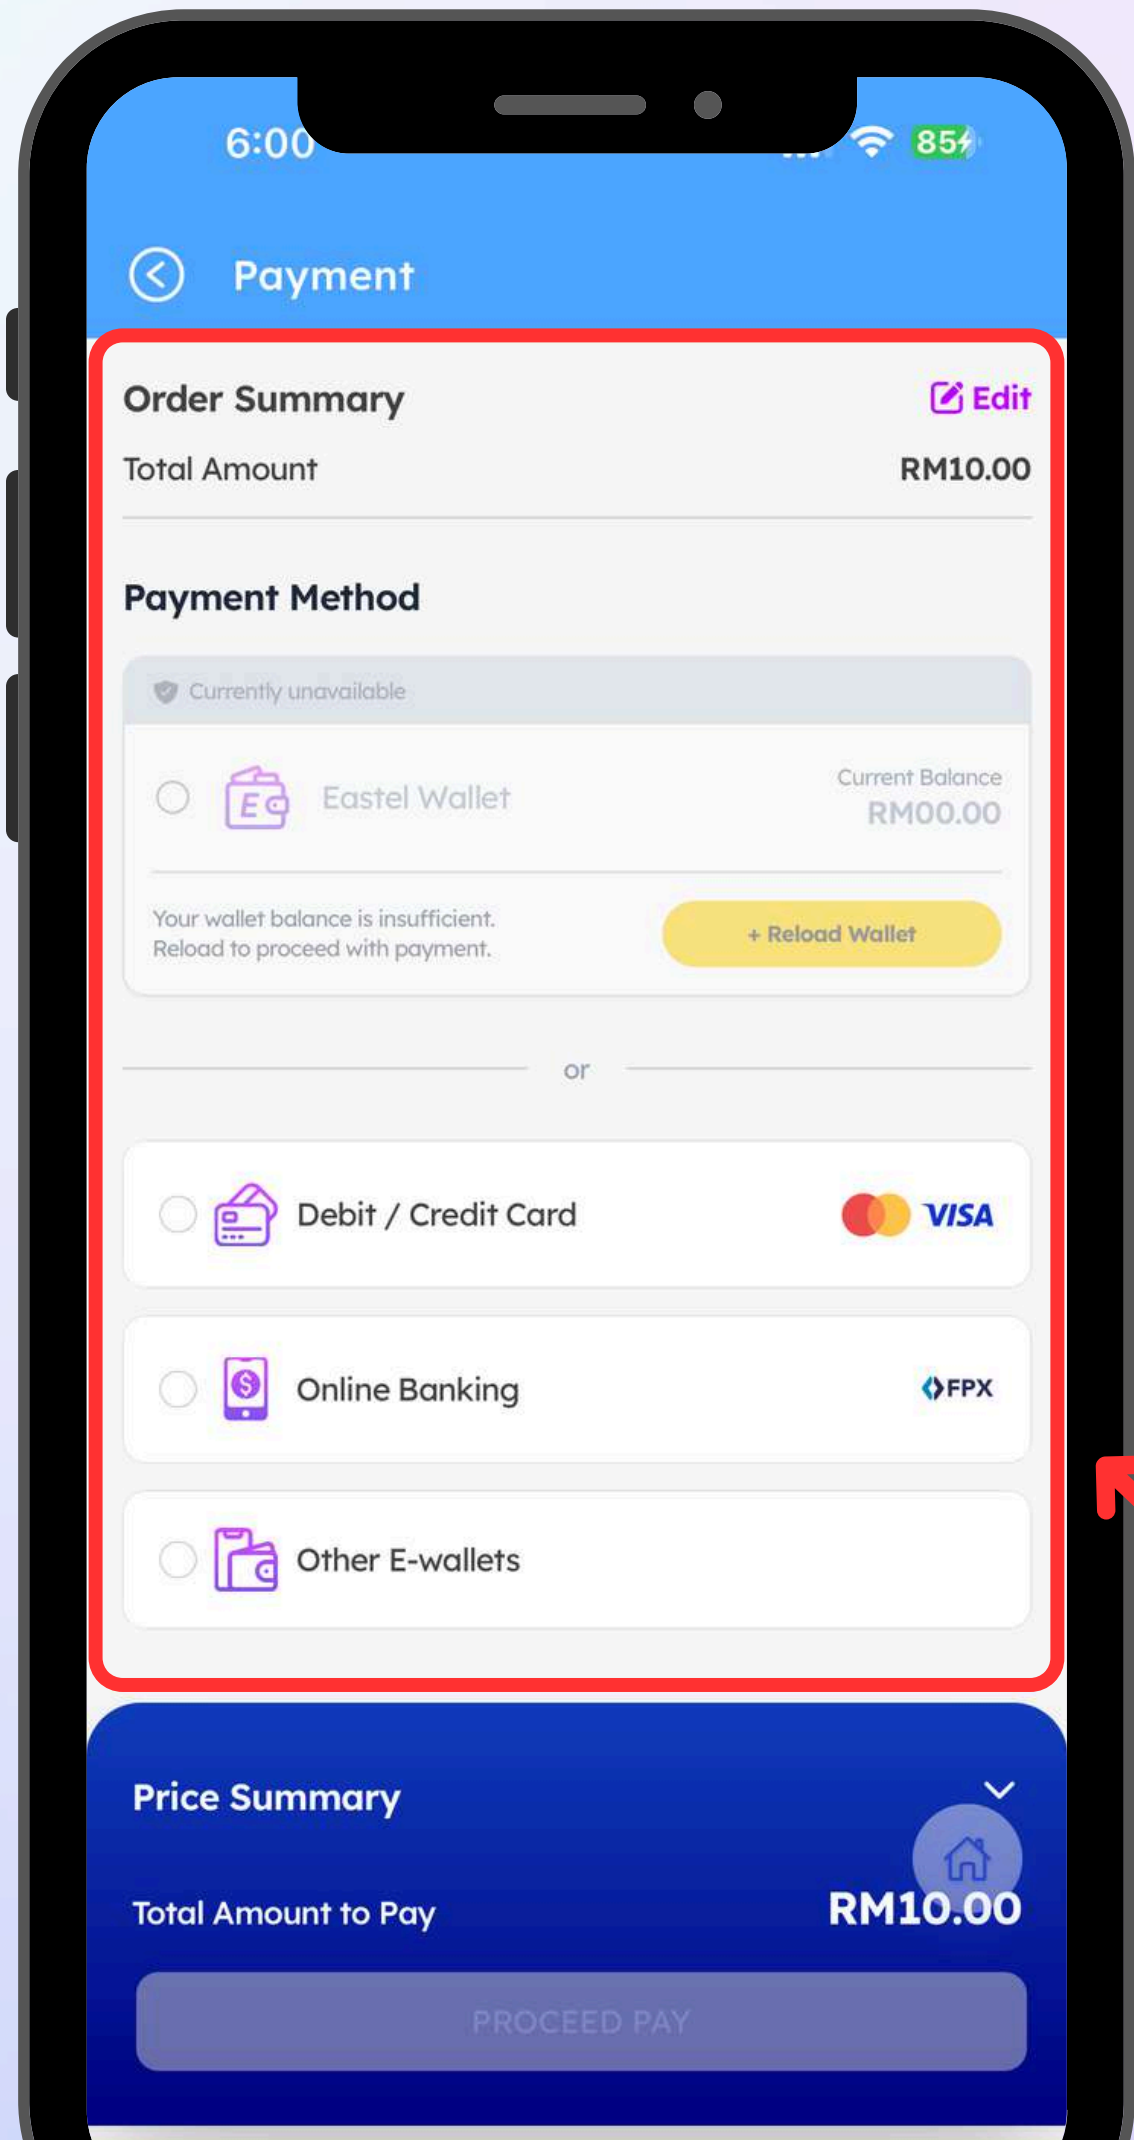 6:00
85
Payment
Order Summary
Edit
Total Amount
RM10.00
Payment Method
Currently unavailable
E
Eastel Wallet
Current Balance
RM00.00
Your wallet balance is insufficient.
Reload to proceed with payment.
+ Reload Wallet
or
Debit / Credit Card
VISA
Online Banking
FPX
Other E-wallets
Price Summary
Total Amount to Pay
RM10.00
PROCEED PAY